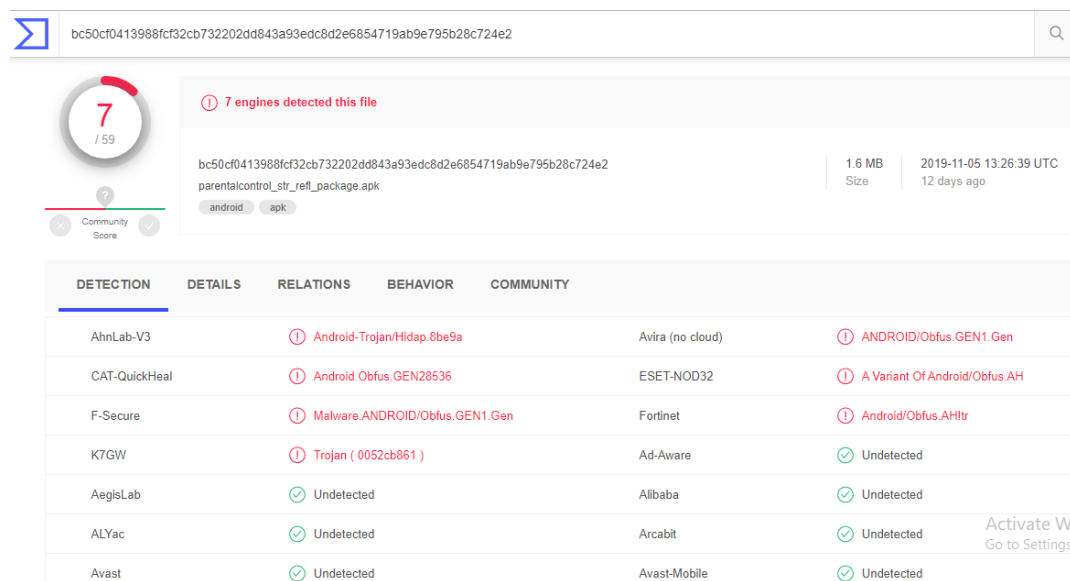 bc50cf0413988fcf32cb732202dd843a93edc8d2e6854719ab9e795b28c724e2
7
/ 59
?
Community
Score
7 engines detected this file
bc50cf0413988fcf32cb732202dd843a93edc8d2e6854719ab9e795b28c724e2
parentalcontrol_str_refl_package.apk
android apk
1.6 MB
Size
2019-11-05 13:26:39 UTC
12 days ago
DETECTION DETAILS RELATIONS BEHAVIOR COMMUNITY
AhnLab-V3 Android-Trojan/Hidap.8be9a Avira (no cloud) ANDROID/Obfus.GEN1.Gen
CAT-QuickHeal Android.Obfus.GEN28536 ESET-NOD32 A Variant Of Android/Obfus.AH
F-Secure Malware.ANDROID/Obfus.GEN1.Gen Fortinet Android/Obfus.AH!tr
K7GW Trojan ( 0052cb861 ) Ad-Aware Undetected
AegisLab Undetected Alibaba Undetected
ALYac Undetected Arcabit Undetected
Activate W
Go to Settings
Avast Undetected Avast-Mobile Undetected